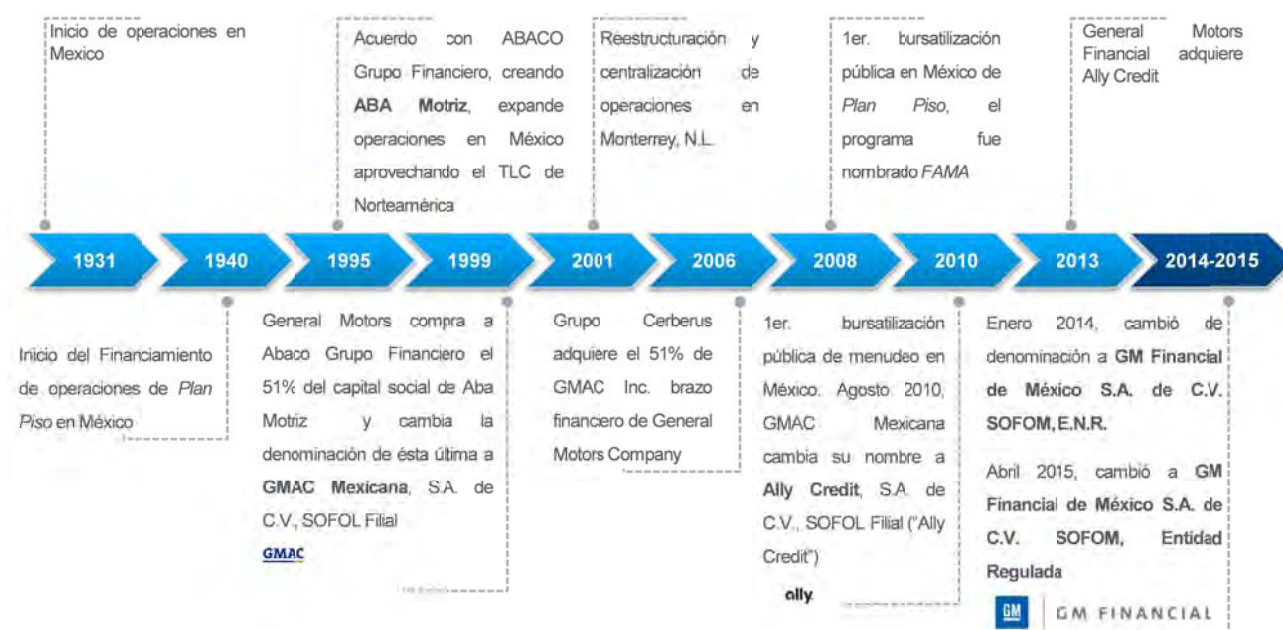 Inicio de operaciones en
Mexico
Acuerdo con ABACO
Grupo Financiero, creando
ABA Motriz, expande
operaciones en México
aprovechando el TLC de
Norteamérica
Reestructuración y
centralización de
operaciones en
Monterrey, N.L.
1er. bursatilización
pública en México de
Plan Piso, el
programa fue
nombrado FAMA
General Motors
Financial adquiere
Ally Credit
1931
1940
1995
1999
2001
2006
2008
2010
2013
2014-2015
Inicio del Financiamiento
de operaciones de Plan
Piso en México
General Motors compra a
Abaco Grupo Financiero el
51% del capital social de Aba
Motriz y cambia la
denominación de ésta última a
GMAC Mexicana, S.A. de
C.V., SOFOL Filial
GMAC
Grupo Cerberus
adquiere el 51% de
GMAC Inc. brazo
financiero de General
Motors Company
1er. bursatilización
pública de menudeo en
México. Agosto 2010,
GMAC Mexicana
cambia su nombre a
Ally Credit, S.A. de
C.V., SOFOL Filial ("Ally
Credit")
ally
Enero 2014, cambió de
denominación a GM Financial
de México S.A. de C.V.
SOFOM,E.N.R.
Abril 2015, cambió a GM
Financial de México S.A. de
C.V. SOFOM, Entidad
Regulada
GM GM FINANCIAL